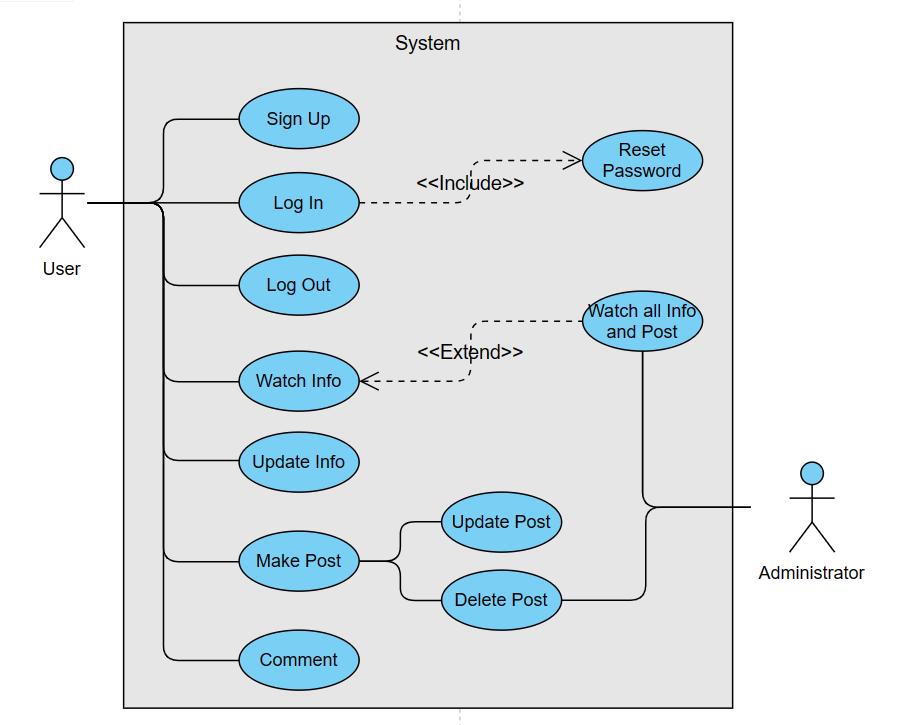 System
Sign Up
Reset
Password
<<Include>>
Log In
User
Log Out
Watch all Info
and Post
<<Extend>>
Watch Info
Update Info
Update Post
Make Post
Administrator
Delete Post
Comment